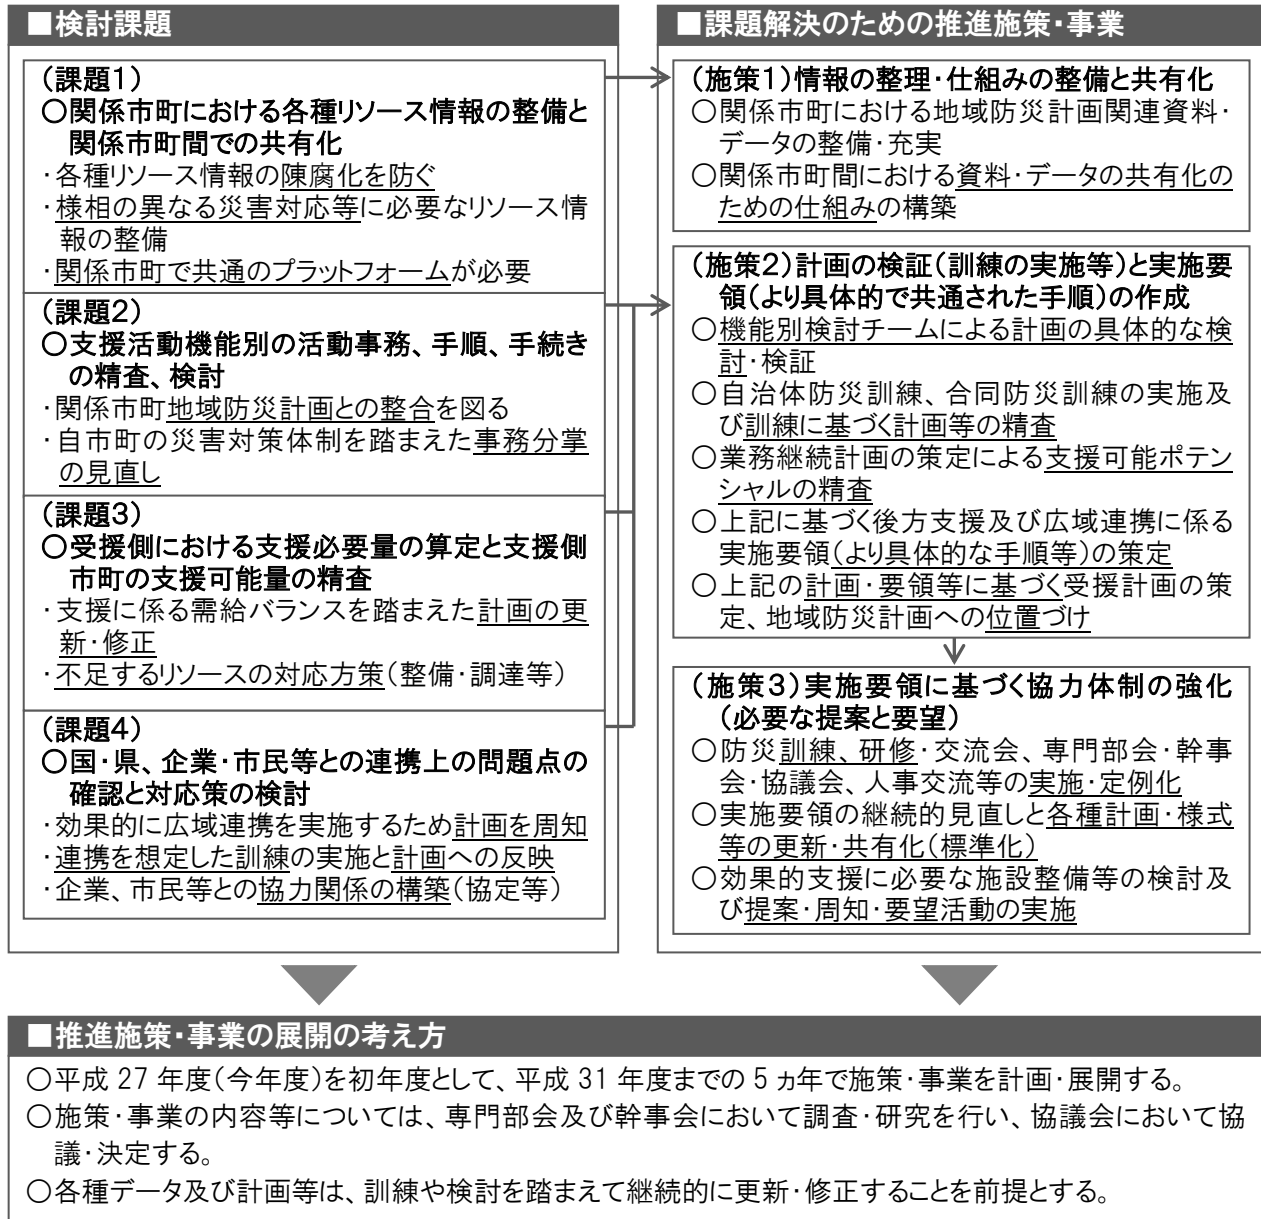 ■検討課題
(課題1)
○関係市町における各種リソース情報の整備と
関係市町間での共有化
・各種リソース情報の陳腐化を防ぐ
・様相の異なる災害対応等に必要なリソース情
報の整備
・関係市町で共通のプラットフォームが必要
(課題2)
○支援活動機能別の活動事務、手順、手続き
の精査、検討
・関係市町地域防災計画との整合を図る
・自市町の災害対策体制を踏まえた事務分掌
の見直し
(課題3)
○受援側における支援必要量の算定と支援側
市町の支援可能量の精査
・支援に係る需給バランスを踏まえた計画の更
新・修正
・不足するリソースの対応方策(整備・調達等)
(課題4)
○国・県、企業・市民等との連携上の問題点の
確認と対応策の検討
・効果的に広域連携を実施するため計画を周知
・連携を想定した訓練の実施と計画への反映
・企業、市民等との協力関係の構築(協定等)
■課題解決のための推進施策・事業
(施策1)情報の整理・仕組みの整備と共有化
○関係市町における地域防災計画関連資料・
データの整備・充実
○関係市町間における資料・データの共有化の
ための仕組みの構築
(施策2)計画の検証(訓練の実施等)と実施要
領(より具体的で共通された手順)の作成
○機能別検討チームによる計画の具体的な検
討・検証
○自治体防災訓練、合同防災訓練の実施及
び訓練に基づく計画等の精査
○業務継続計画の策定による支援可能ポテン
シャルの精査
○上記に基づく後方支援及び広域連携に係る
実施要領(より具体的な手順等)の策定
○上記の計画・要領等に基づく受援計画の策
定、地域防災計画への位置づけ
(施策3)実施要領に基づく協力体制の強化
(必要な提案と要望)
○防災訓練、研修・交流会、専門部会・幹事
会・協議会、人事交流等の実施・定例化
○実施要領の継続的見直しと各種計画・様式
等の更新・共有化(標準化)
○効果的支援に必要な施設整備等の検討及
び提案・周知・要望活動の実施
■推進施策・事業の展開の考え方
○平成 27 年度(今年度)を初年度として、平成 31 年度までの 5 ヵ年で施策・事業を計画・展開する。
○施策・事業の内容等については、専門部会及び幹事会において調査・研究を行い、協議会において協
議・決定する。
○各種データ及び計画等は、訓練や検討を踏まえて継続的に更新・修正することを前提とする。